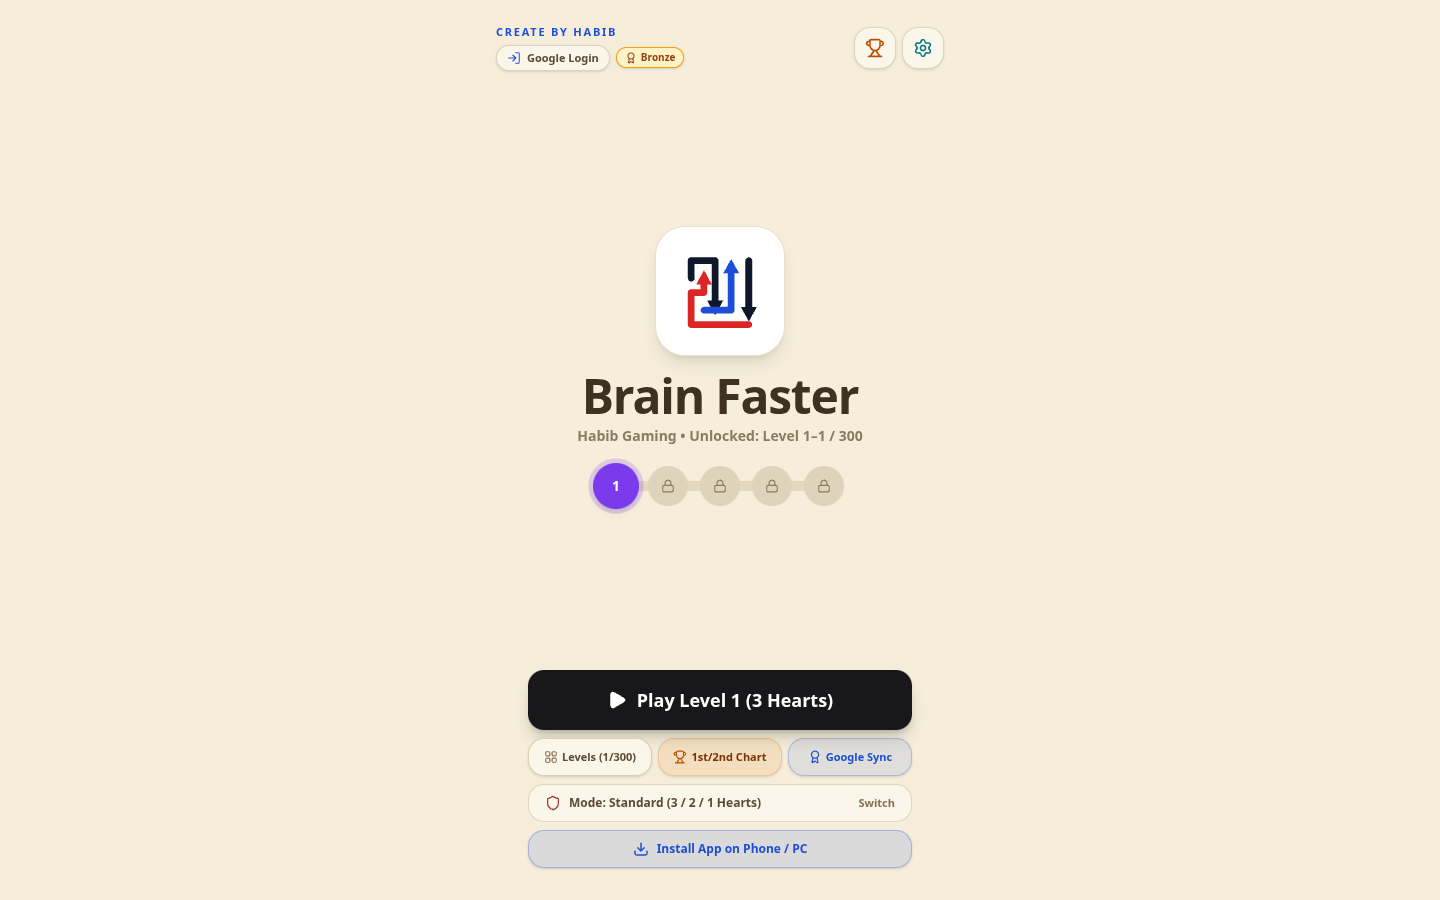 CREATE BY HABIB
Google Login
Bronze
Brain Faster
Habib Gaming • Unlocked: Level 1–1 / 300
1
Play Level 1 (3 Hearts)
Levels (1/300)
1st/2nd Chart
Google Sync
Mode: Standard (3 / 2 / 1 Hearts)
Switch
Install App on Phone / PC